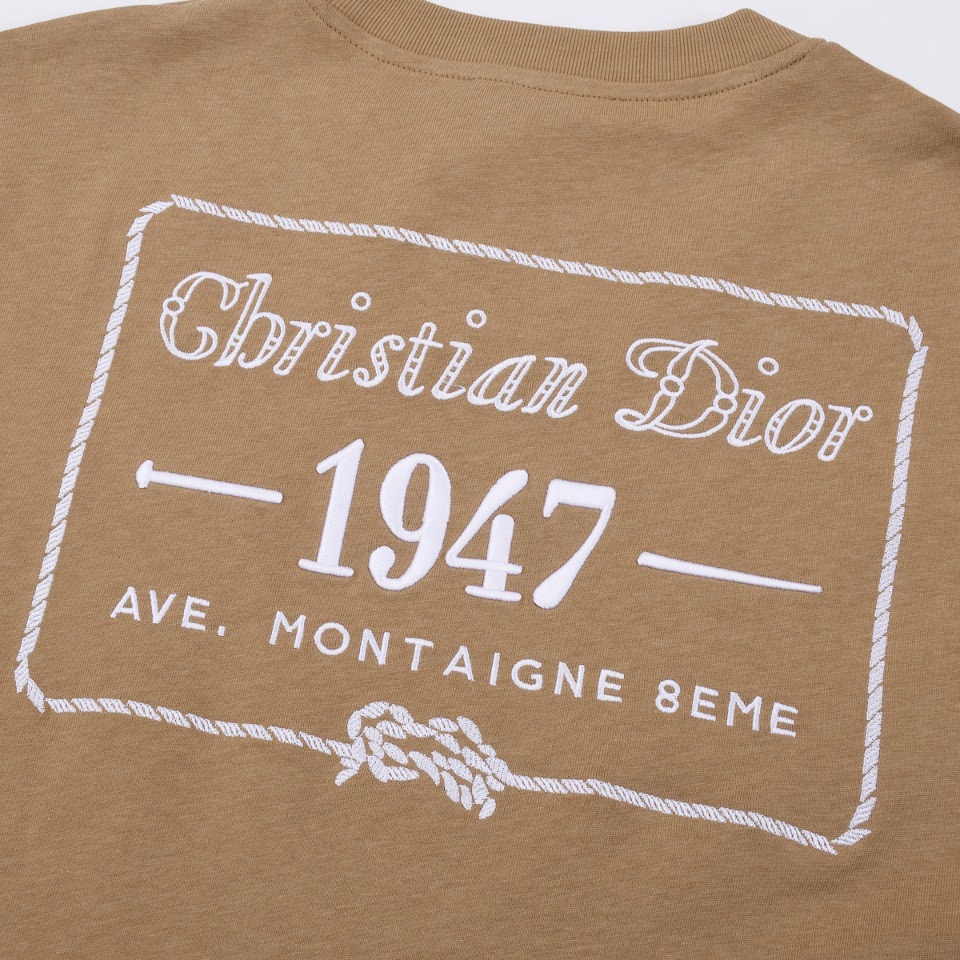 Christian Dior
1947
AVE. MONTAIGNE 8EME